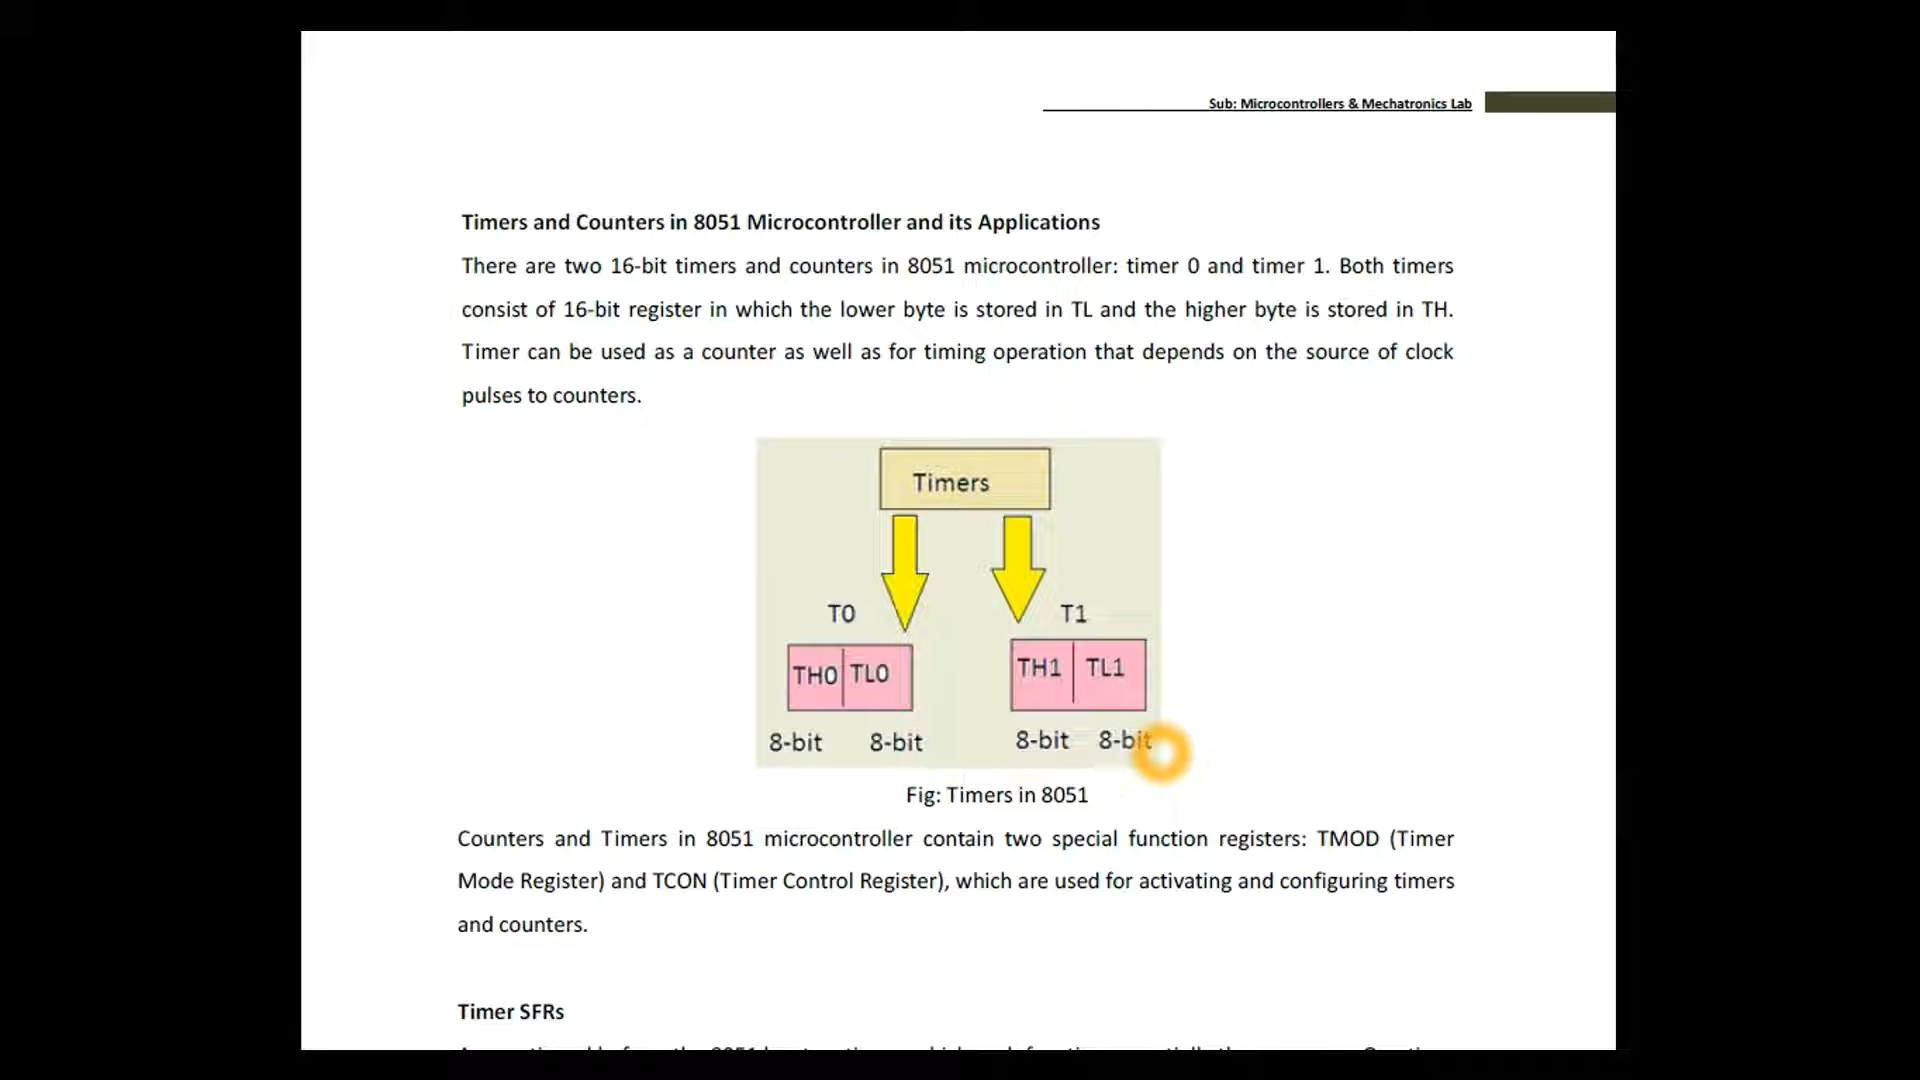 Sub: Microcontrollers & Mechatronics Lab
Timers and Counters in 8051 Microcontroller and its Applications
There are two 16-bit timers and counters in 8051 microcontroller: timer 0 and timer 1. Both timers
consist of 16-bit register in which the lower byte is stored in TL and the higher byte is stored in TH.
Timer can be used as a counter as well as for timing operation that depends on the source of clock
pulses to counters.
Timers
T0 T1
TH0 TL0 TH1 TL1
8-bit 8-bit 8-bit 8-bit
Fig: Timers in 8051
Counters and Timers in 8051 microcontroller contain two special function registers: TMOD (Timer
Mode Register) and TCON (Timer Control Register), which are used for activating and configuring timers
and counters.
Timer SFRs